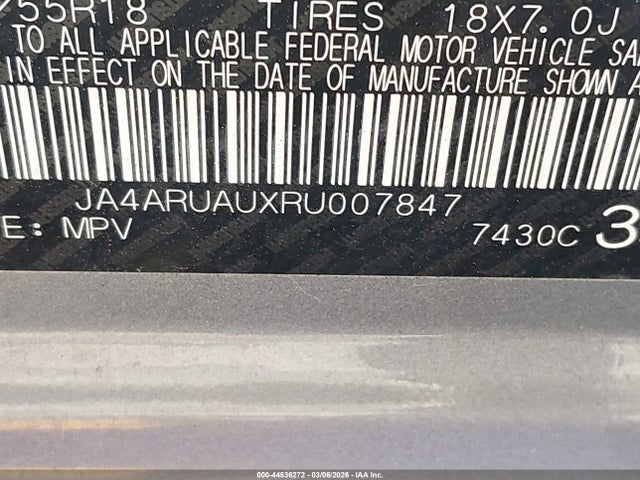 /55R18 TIRES 18X7.0J
TO ALL APPLICABLE FEDERAL MOTOR VEHICLE SA
IN EFFECT ON THE DATE OF MANUFACTURE SHOWN A
JA4ARUAUXRU007847
E: MPV 7430C 3
000-44536272 — 03/06/2026 — © IAA Inc.